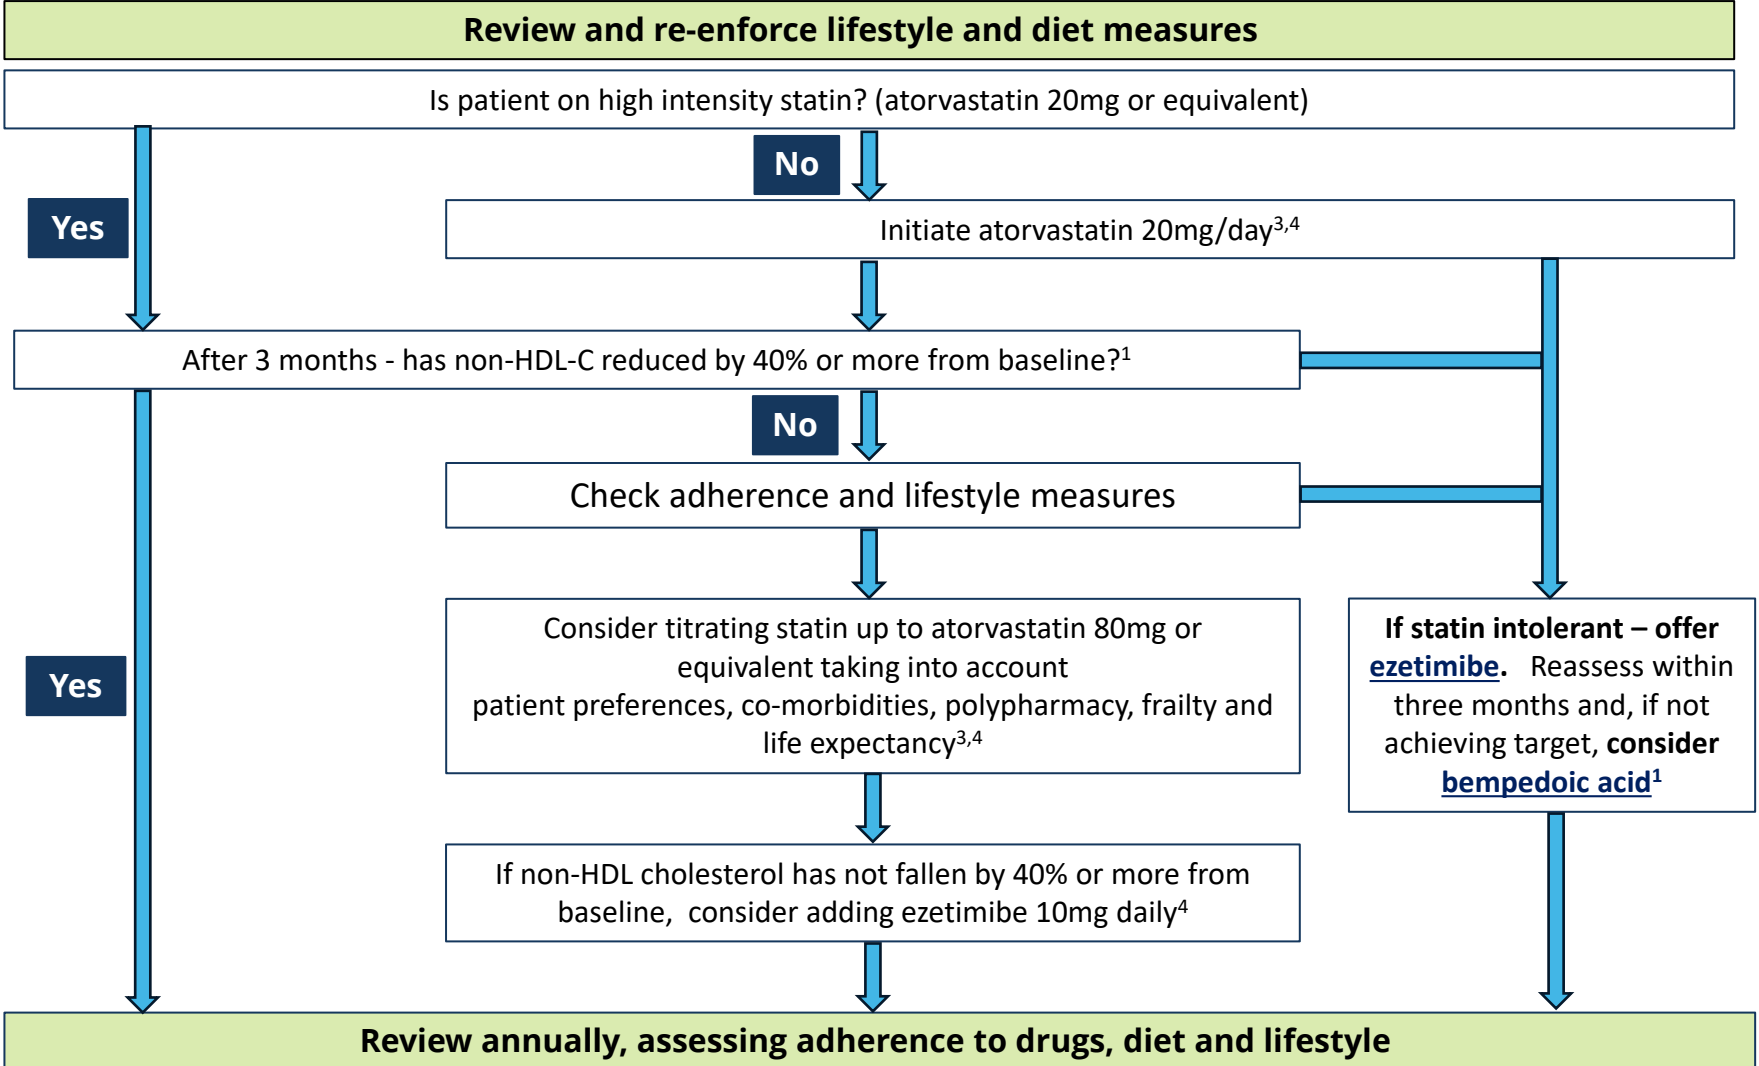 Review and re-enforce lifestyle and diet measures
Is patient on high intensity statin? (atorvastatin 20mg or equivalent)
No
Yes
Initiate atorvastatin 20mg/day3,4
After 3 months - has non-HDL-C reduced by 40% or more from baseline?1
No
Check adherence and lifestyle measures
Consider titrating statin up to atorvastatin 80mg or
equivalent taking into account
patient preferences, co-morbidities, polypharmacy, frailty and
life expectancy3,4
If statin intolerant – offer
ezetimibe. Reassess within
three months and, if not
achieving target, consider
bempedoic acid1
Yes
If non-HDL cholesterol has not fallen by 40% or more from
baseline, consider adding ezetimibe 10mg daily4
Review annually, assessing adherence to drugs, diet and lifestyle